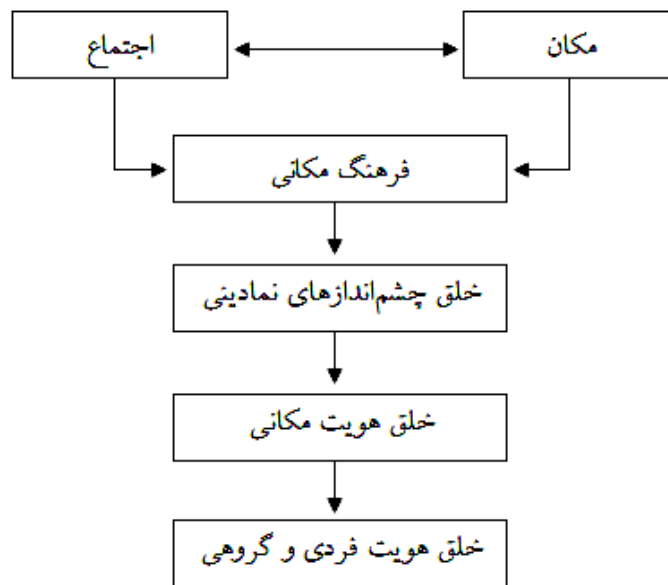 مکان
اجتماع
فرهنگ مکانی
خلق چشم‌اندازهای نمادینی
خلق هویت مکانی
خلق هویت فردی و گروهی